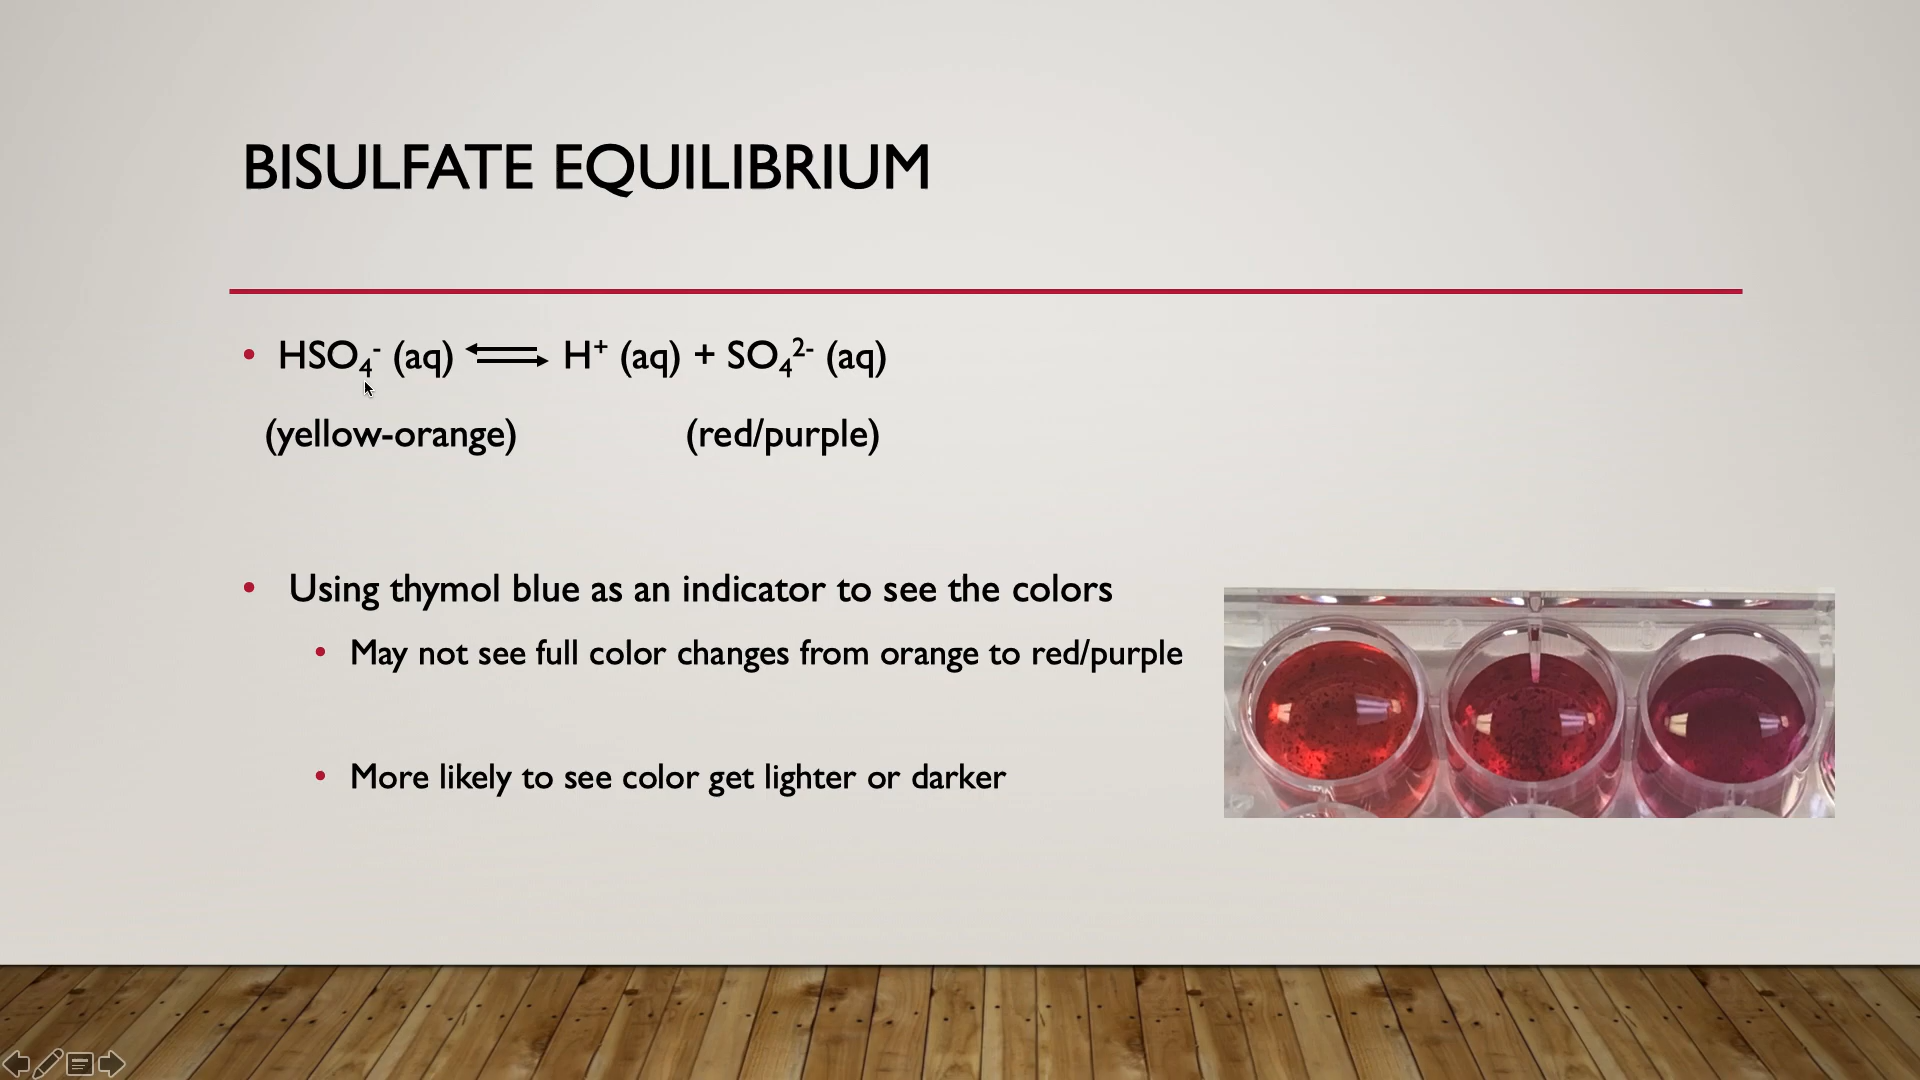 BISULFATE EQUILIBRIUM
• HSO₄⁻ (aq) ⇌ H⁺ (aq) + SO₄²⁻ (aq)
(yellow-orange) (red/purple)
• Using thymol blue as an indicator to see the colors
• May not see full color changes from orange to red/purple
• More likely to see color get lighter or darker